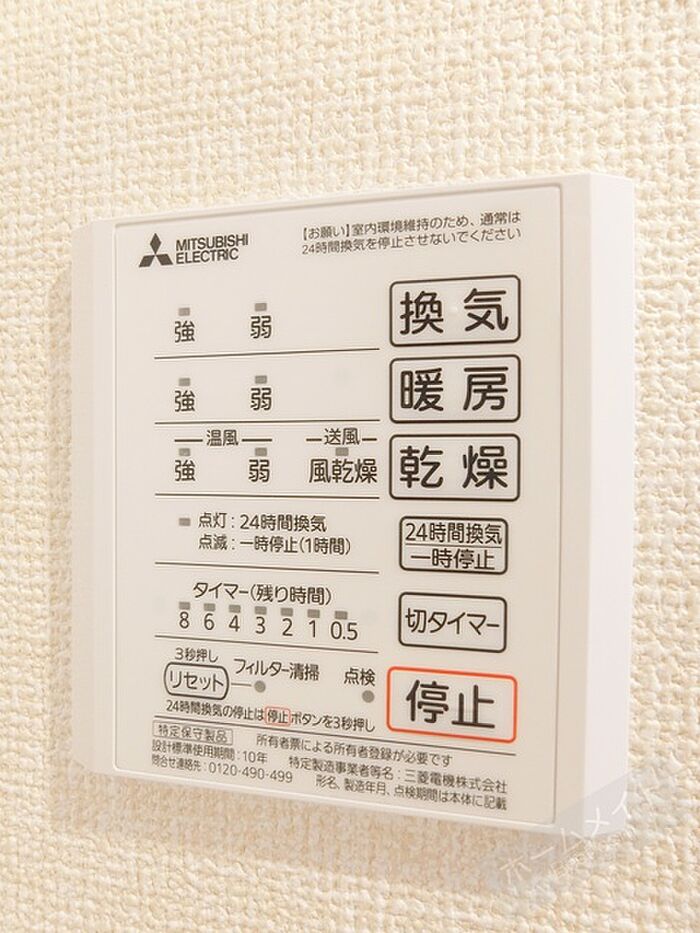 MITSUBISHI
ELECTRIC
【お願い】室内環境維持のため、通常は
24時間換気を停止させないでください
強 弱 換気
強 弱 暖房
温風 送風
強 弱 風乾燥 乾燥
点灯：24時間換気
点滅：一時停止(1時間)
24時間換気
一時停止
タイマー(残り時間)
8 6 4 3 2 1 0.5
切タイマー
3秒押し
リセット フィルター清掃 点検
停止
24時間換気の停止は停止ボタンを3秒押し
特定保守製品 所有者票による所有者登録が必要です
設計標準使用期間：10年 特定製造事業者等名：三菱電機株式会社
問合せ連絡先：0120-490-499 形名、製造年月、点検期間は本体に記載
ホームメイト